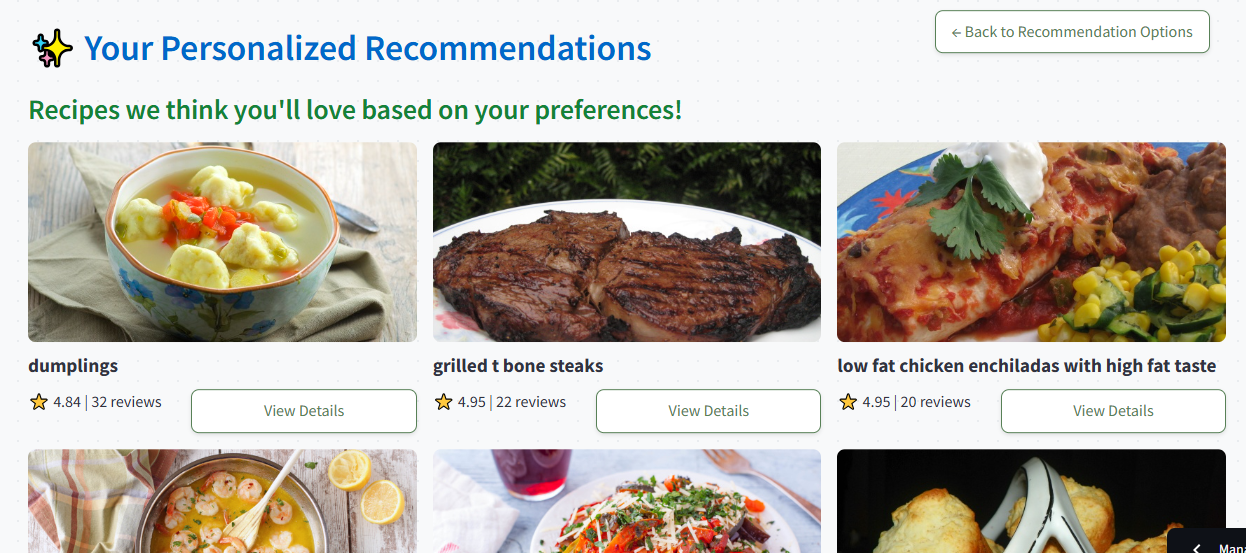 Your Personalized Recommendations
← Back to Recommendation Options
Recipes we think you'll love based on your preferences!
dumplings
grilled t bone steaks
low fat chicken enchiladas with high fat taste
4.84 | 32 reviews
View Details
4.95 | 22 reviews
View Details
4.95 | 20 reviews
View Details